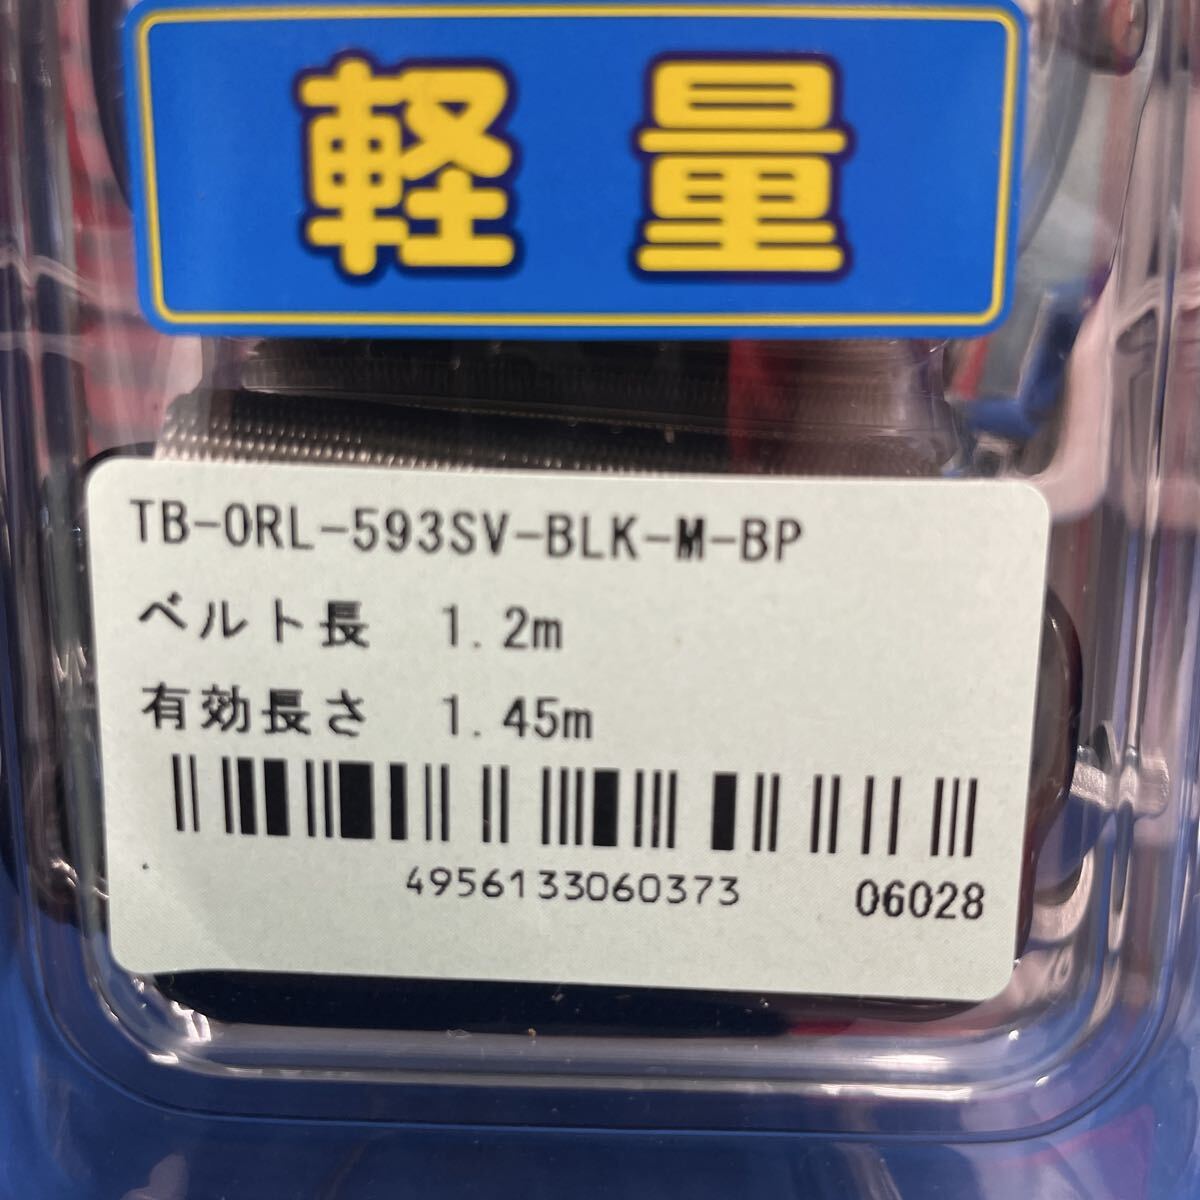 軽量
TB-ORL-593SV-BLK-M-BP
ベルト長 1.2m
有効長さ 1.45m
4956133060373 06028